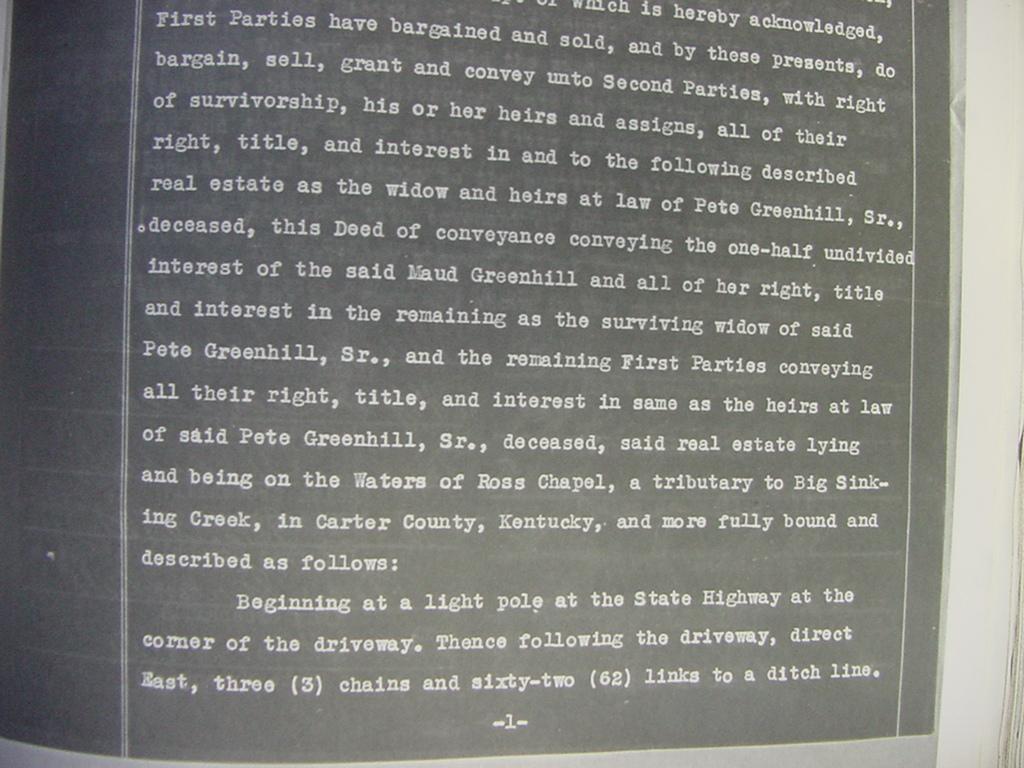 of which is hereby acknowledged,
First Parties have bargained and sold, and by these presents, do
bargain, sell, grant and convey unto Second Parties, with right
of survivorship, his or her heirs and assigns, all of their
right, title, and interest in and to the following described
real estate as the widow and heirs at law of Pete Greenhill, Sr.,
deceased, this Deed of conveyance conveying the one-half undivided
interest of the said Maud Greenhill and all of her right, title
and interest in the remaining as the surviving widow of said
Pete Greenhill, Sr., and the remaining First Parties conveying
all their right, title, and interest in same as the heirs at law
of said Pete Greenhill, Sr., deceased, said real estate lying
and being on the Waters of Ross Chapel, a tributary to Big Sink-
ing Creek, in Carter County, Kentucky, and more fully bound and
described as follows:
Beginning at a light pole at the State Highway at the
corner of the driveway. Thence following the driveway, direct
East, three (3) chains and sixty-two (62) links to a ditch line.
-1-